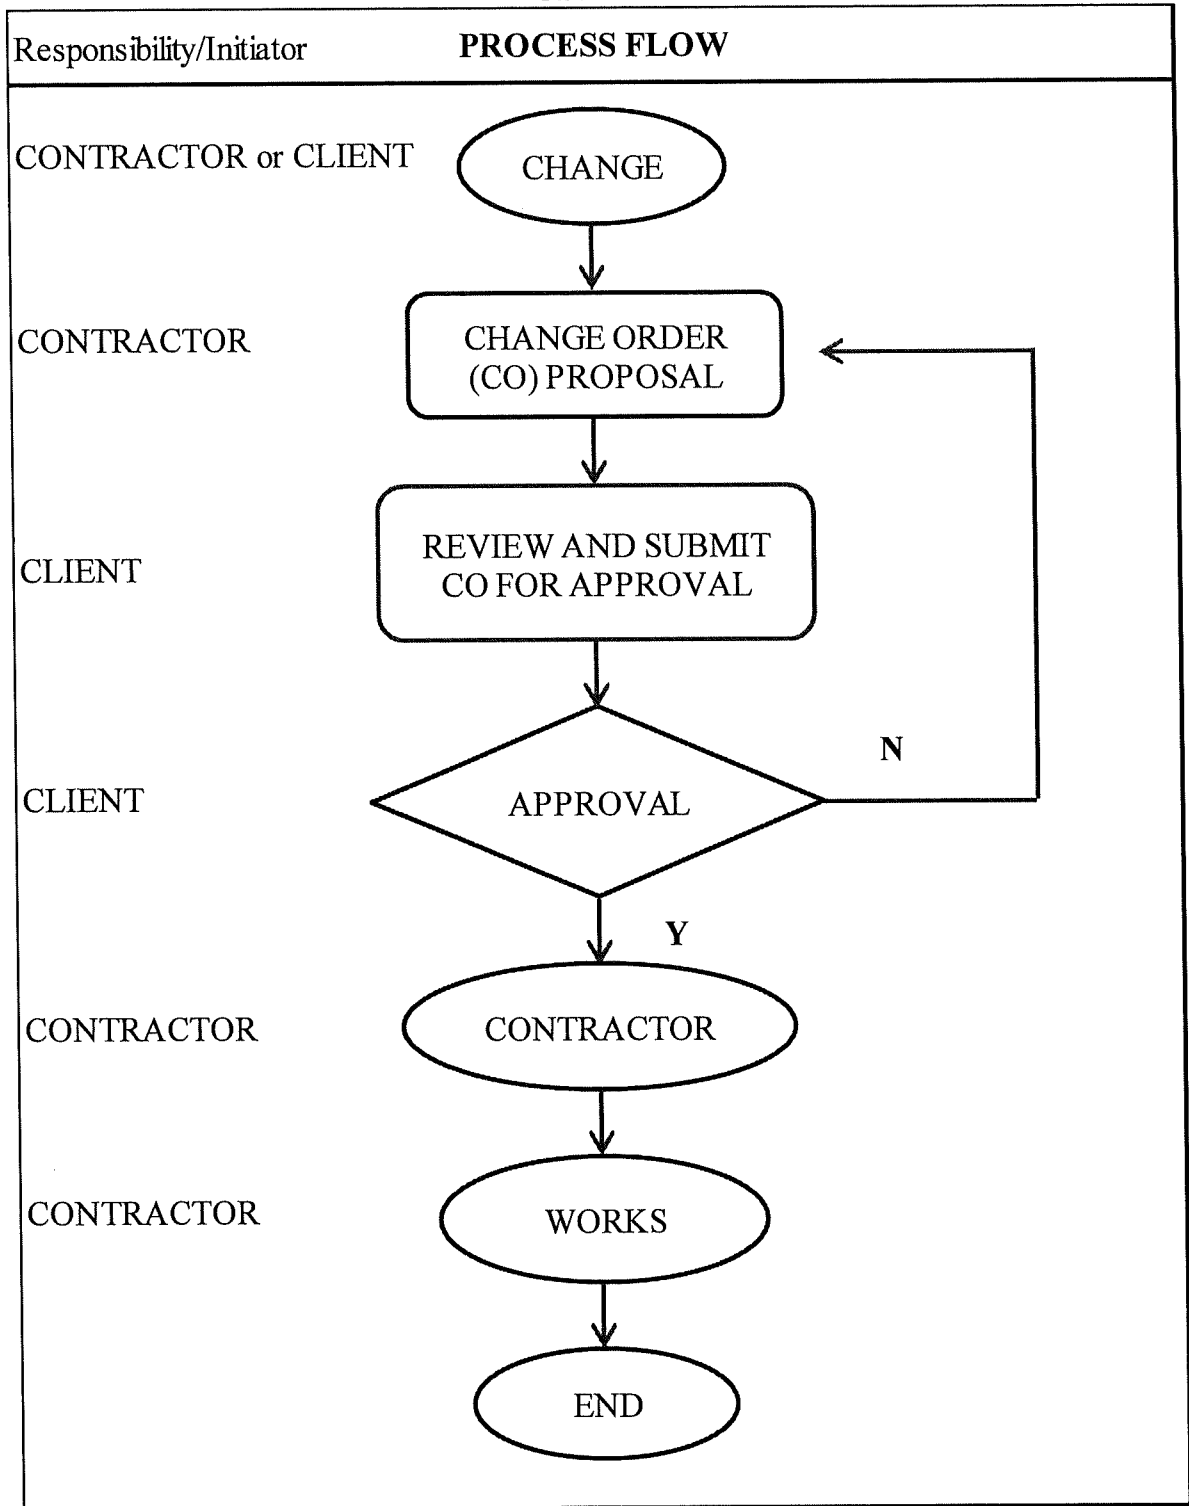 Responsibility/Initiator PROCESS FLOW
CONTRACTOR or CLIENT CHANGE
CONTRACTOR CHANGE ORDER
(CO) PROPOSAL
CLIENT REVIEW AND SUBMIT
CO FOR APPROVAL
N
CLIENT APPROVAL
Y
CONTRACTOR CONTRACTOR
CONTRACTOR WORKS
END